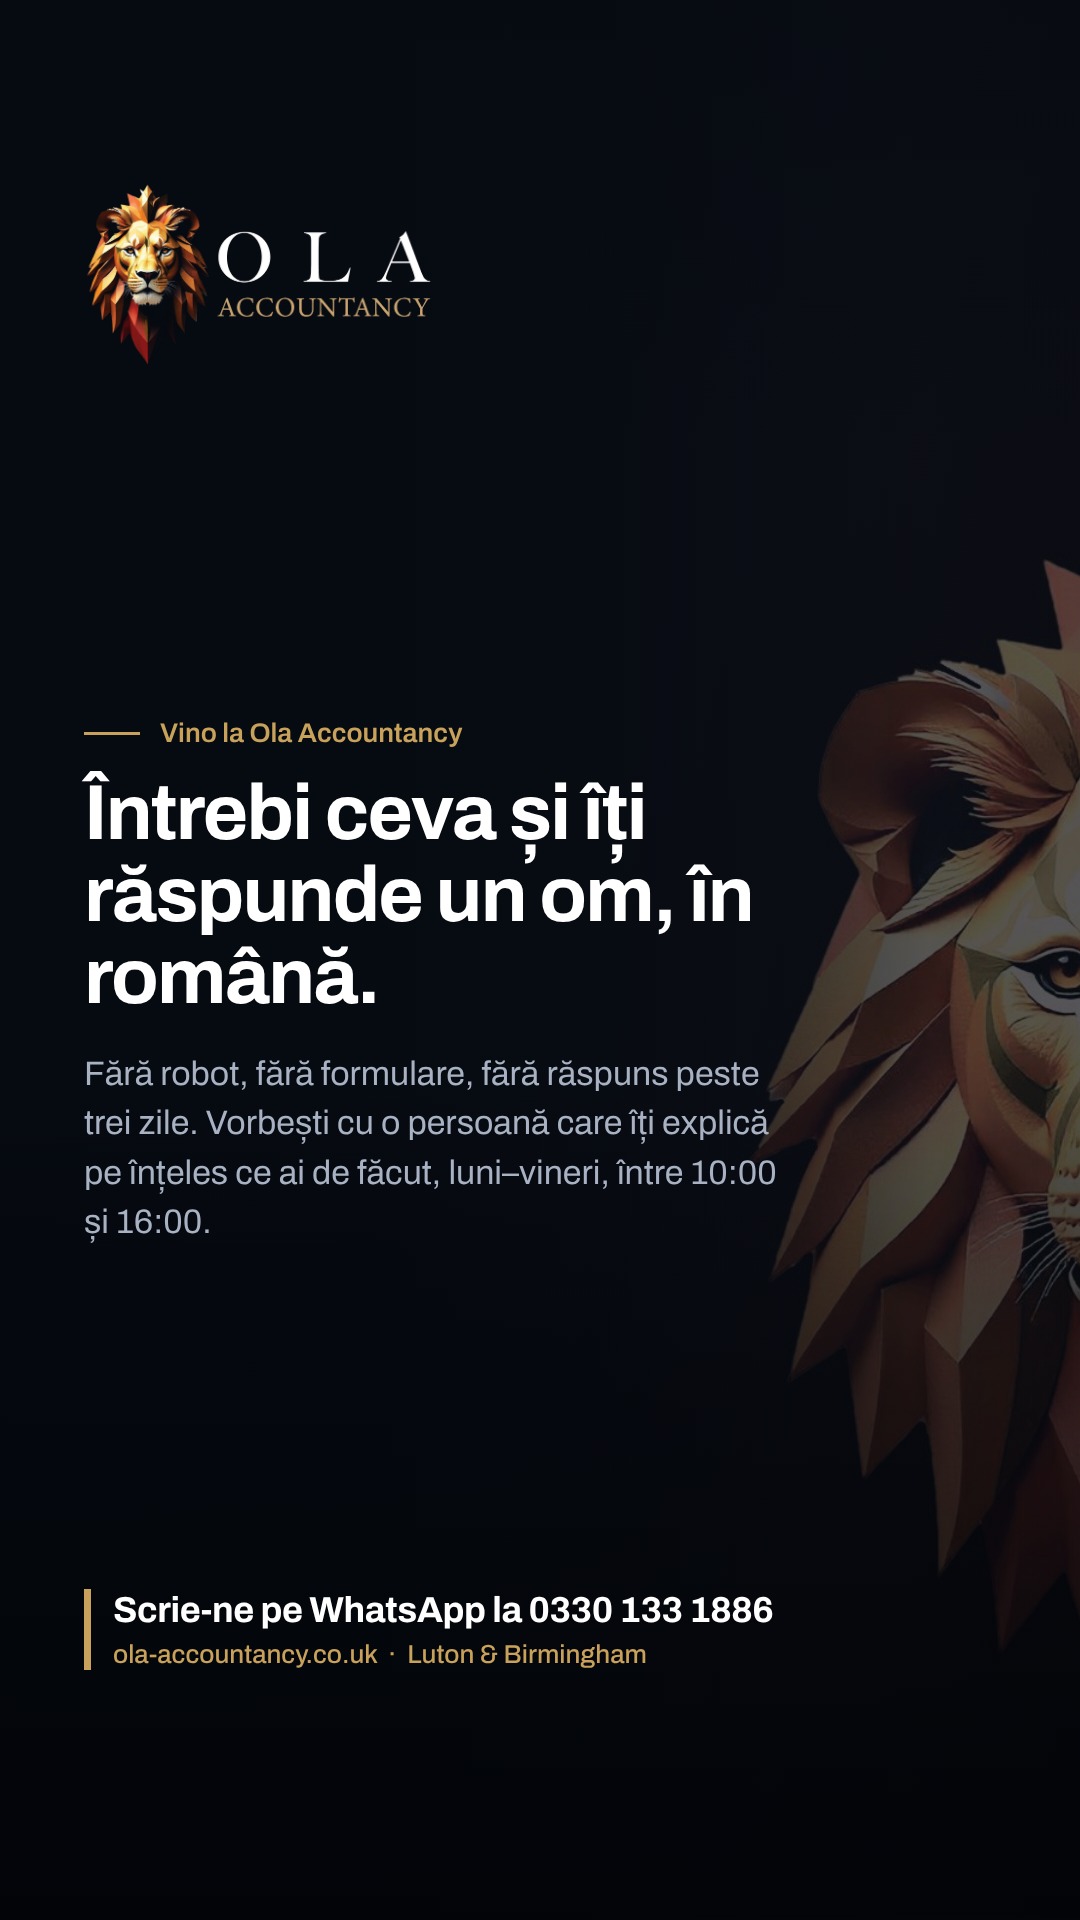 OLA
ACCOUNTANCY
Vino la Ola Accountancy
Întrebi ceva și îți
răspunde un om, în
română.
Fără robot, fără formulare, fără răspuns peste
trei zile. Vorbești cu o persoană care îți explică
pe înțeles ce ai de făcut, luni–vineri, între 10:00
și 16:00.
Scrie-ne pe WhatsApp la 0330 133 1886
ola-accountancy.co.uk · Luton & Birmingham